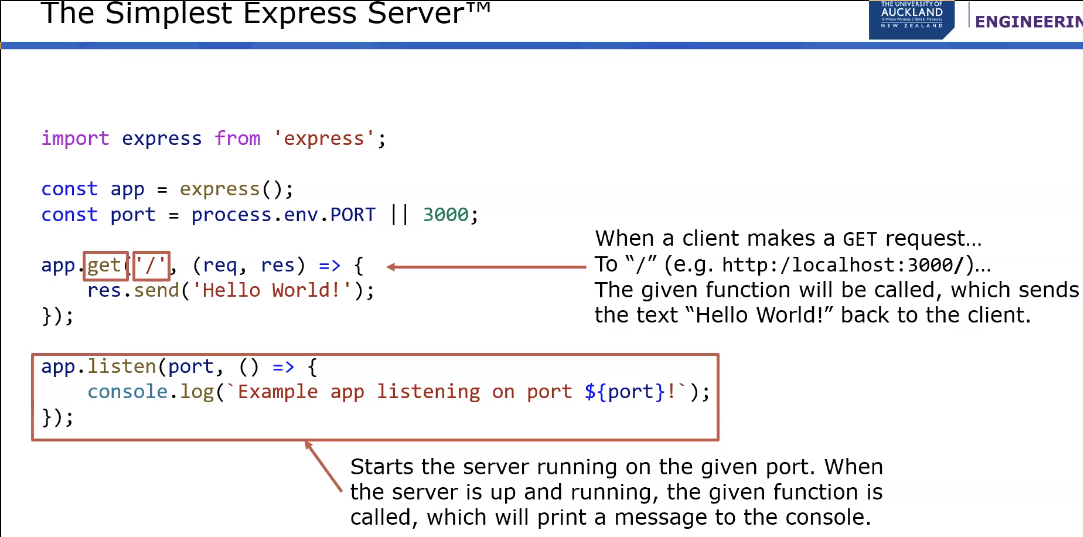 The Simplest Express Server™
THE UNIVERSITY OF
AUCKLAND
NEW ZEALAND
ENGINEERIN
import express from 'express';
const app = express();
const port = process.env.PORT || 3000;
app.get('/', (req, res) => {
    res.send('Hello World!');
});
When a client makes a GET request…
To “/” (e.g. http:/localhost:3000/)…
The given function will be called, which sends
the text “Hello World!” back to the client.
app.listen(port, () => {
    console.log(`Example app listening on port ${port}!`);
});
Starts the server running on the given port. When
the server is up and running, the given function is
called, which will print a message to the console.